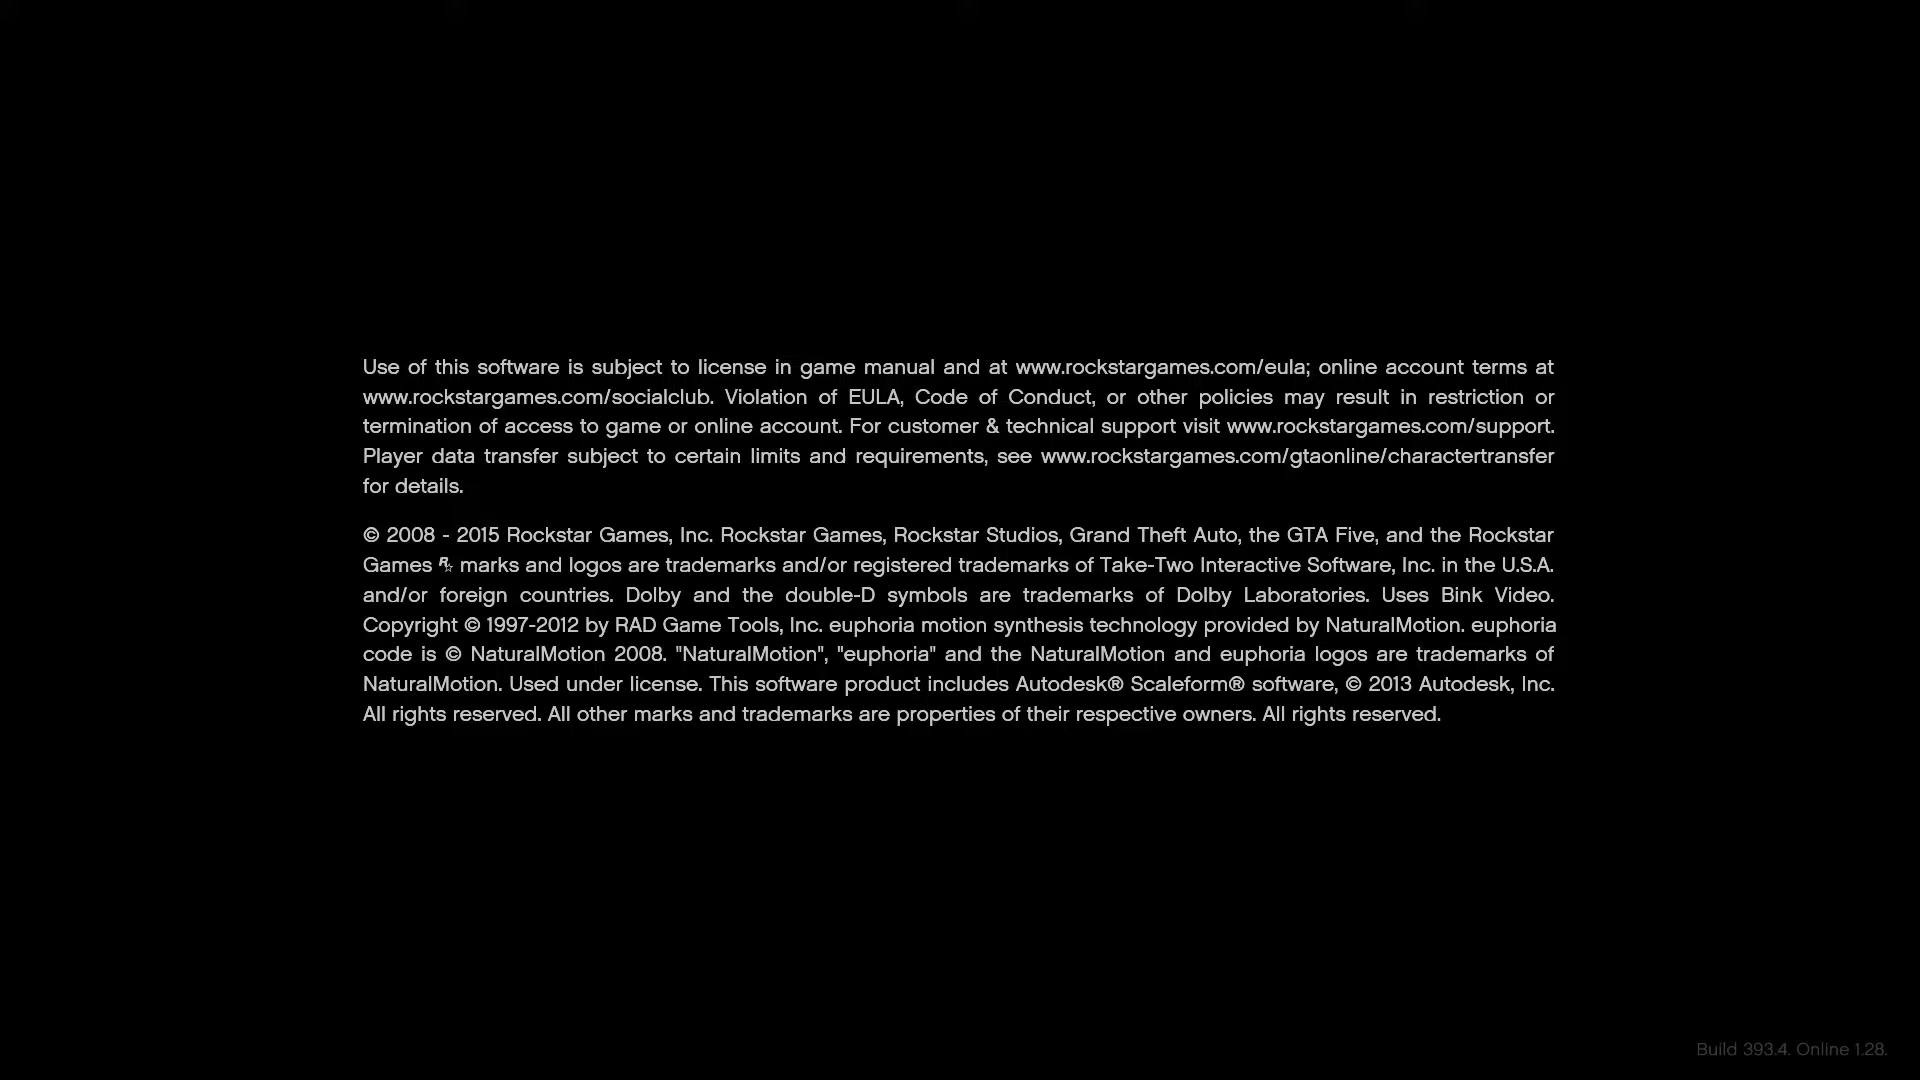 Use of this software is subject to license in game manual and at www.rockstargames.com/eula; online account terms at
www.rockstargames.com/socialclub. Violation of EULA, Code of Conduct, or other policies may result in restriction or
termination of access to game or online account. For customer & technical support visit www.rockstargames.com/support.
Player data transfer subject to certain limits and requirements, see www.rockstargames.com/gtaonline/charactertransfer
for details.
© 2008 - 2015 Rockstar Games, Inc. Rockstar Games, Rockstar Studios, Grand Theft Auto, the GTA Five, and the Rockstar
Games R☆ marks and logos are trademarks and/or registered trademarks of Take-Two Interactive Software, Inc. in the U.S.A.
and/or foreign countries. Dolby and the double-D symbols are trademarks of Dolby Laboratories. Uses Bink Video.
Copyright © 1997-2012 by RAD Game Tools, Inc. euphoria motion synthesis technology provided by NaturalMotion. euphoria
code is © NaturalMotion 2008. "NaturalMotion", "euphoria" and the NaturalMotion and euphoria logos are trademarks of
NaturalMotion. Used under license. This software product includes Autodesk® Scaleform® software, © 2013 Autodesk, Inc.
All rights reserved. All other marks and trademarks are properties of their respective owners. All rights reserved.
Build 393.4. Online 1.28.